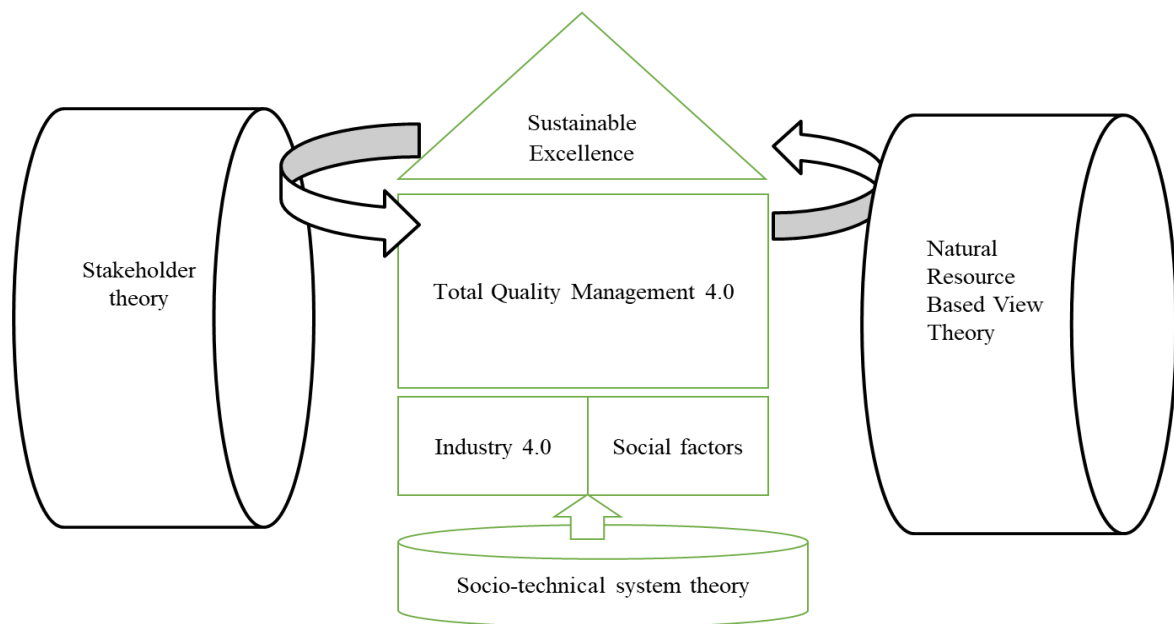 Sustainable
Excellence
Stakeholder
theory
Total Quality Management 4.0
Natural
Resource
Based View
Theory
Industry 4.0
Social factors
Socio-technical system theory